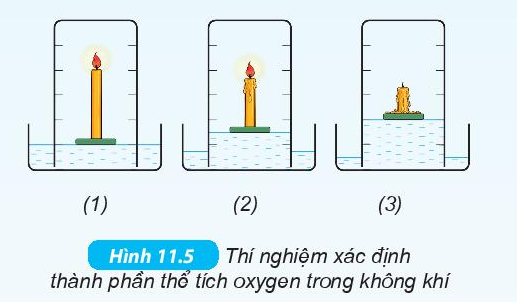 (1) (2) (3)
Hình 11.5 Thí nghiệm xác định
thành phần thể tích oxygen trong không khí